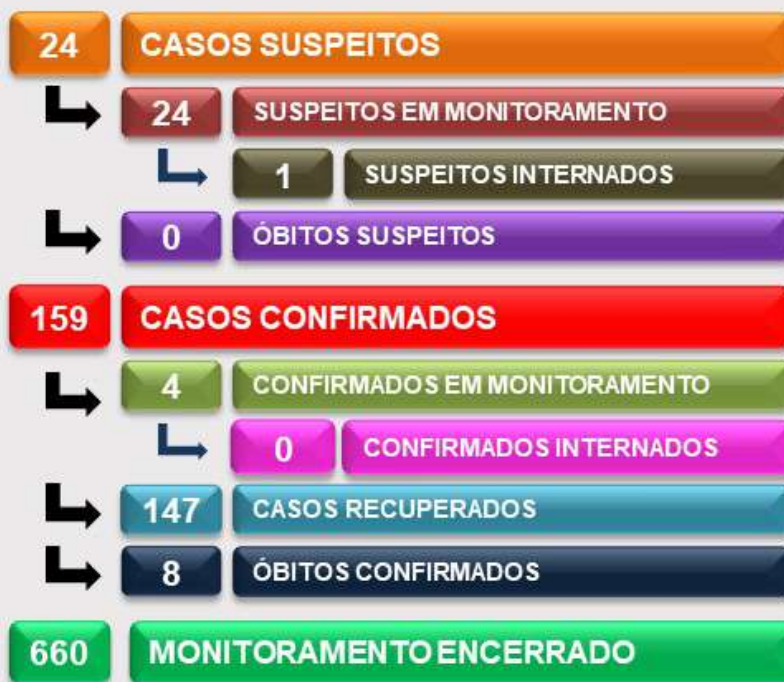 24 CASOS SUSPEITOS
24 SUSPEITOS EM MONITORAMENTO
1 SUSPEITOS INTERNADOS
0 ÓBITOS SUSPEITOS
159 CASOS CONFIRMADOS
4 CONFIRMADOS EM MONITORAMENTO
0 CONFIRMADOS INTERNADOS
147 CASOS RECUPERADOS
8 ÓBITOS CONFIRMADOS
660 MONITORAMENTO ENCERRADO